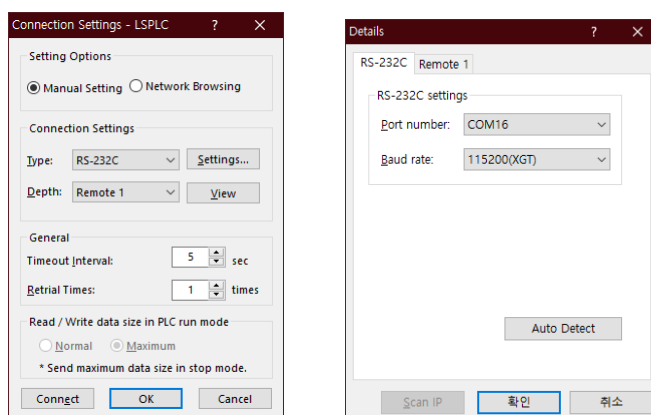 Connection Settings - LSPLC ? ×
Setting Options
Manual Setting Network Browsing
Connection Settings
Type: RS-232C Settings...
Depth: Remote 1 View
General
Timeout Interval: 5 sec
Retrial Times: 1 times
Read / Write data size in PLC run mode
Normal Maximum
* Send maximum data size in stop mode.
Connect OK Cancel
Details ? ×
RS-232C Remote 1
RS-232C settings
Port number: COM16
Baud rate: 115200(XGT)
Auto Detect
Scan IP 확인 취소